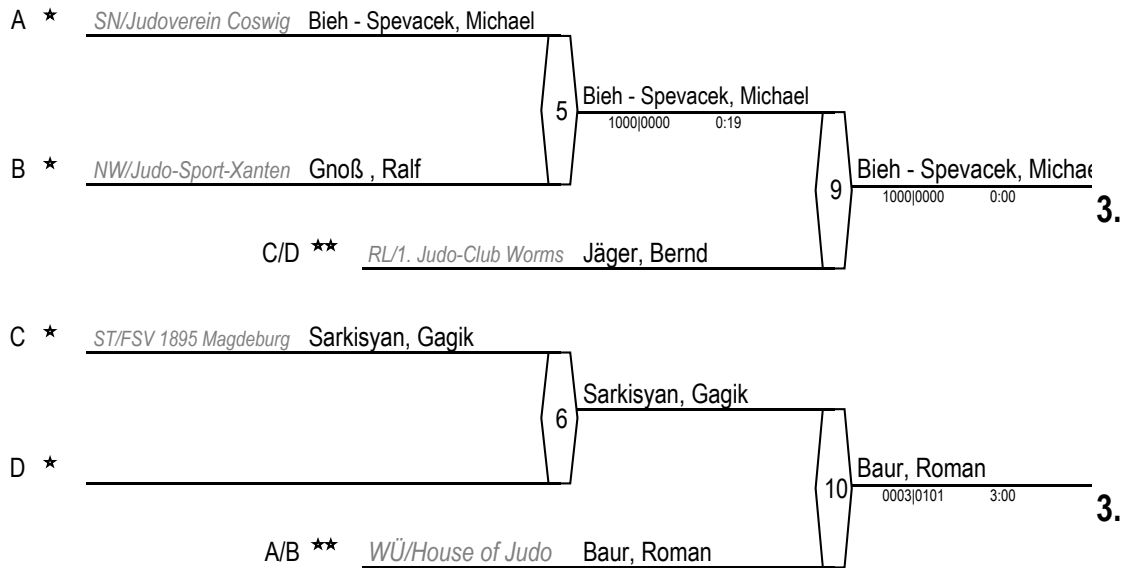 A ★ SN/Judoverein Coswig Bieh - Spevacek, Michael
5 Bieh - Spevacek, Michael
1000|0000 0:19
B ★ NW/Judo-Sport-Xanten Gnoß , Ralf
9 Bieh - Spevacek, Michae
1000|0000 0:00
3.
C/D ★★ RL/1. Judo-Club Worms Jäger, Bernd
C ★ ST/FSV 1895 Magdeburg Sarkisyan, Gagik
6 Sarkisyan, Gagik
D ★
10 Baur, Roman
0003|0101 3:00
3.
A/B ★★ WÜ/House of Judo Baur, Roman